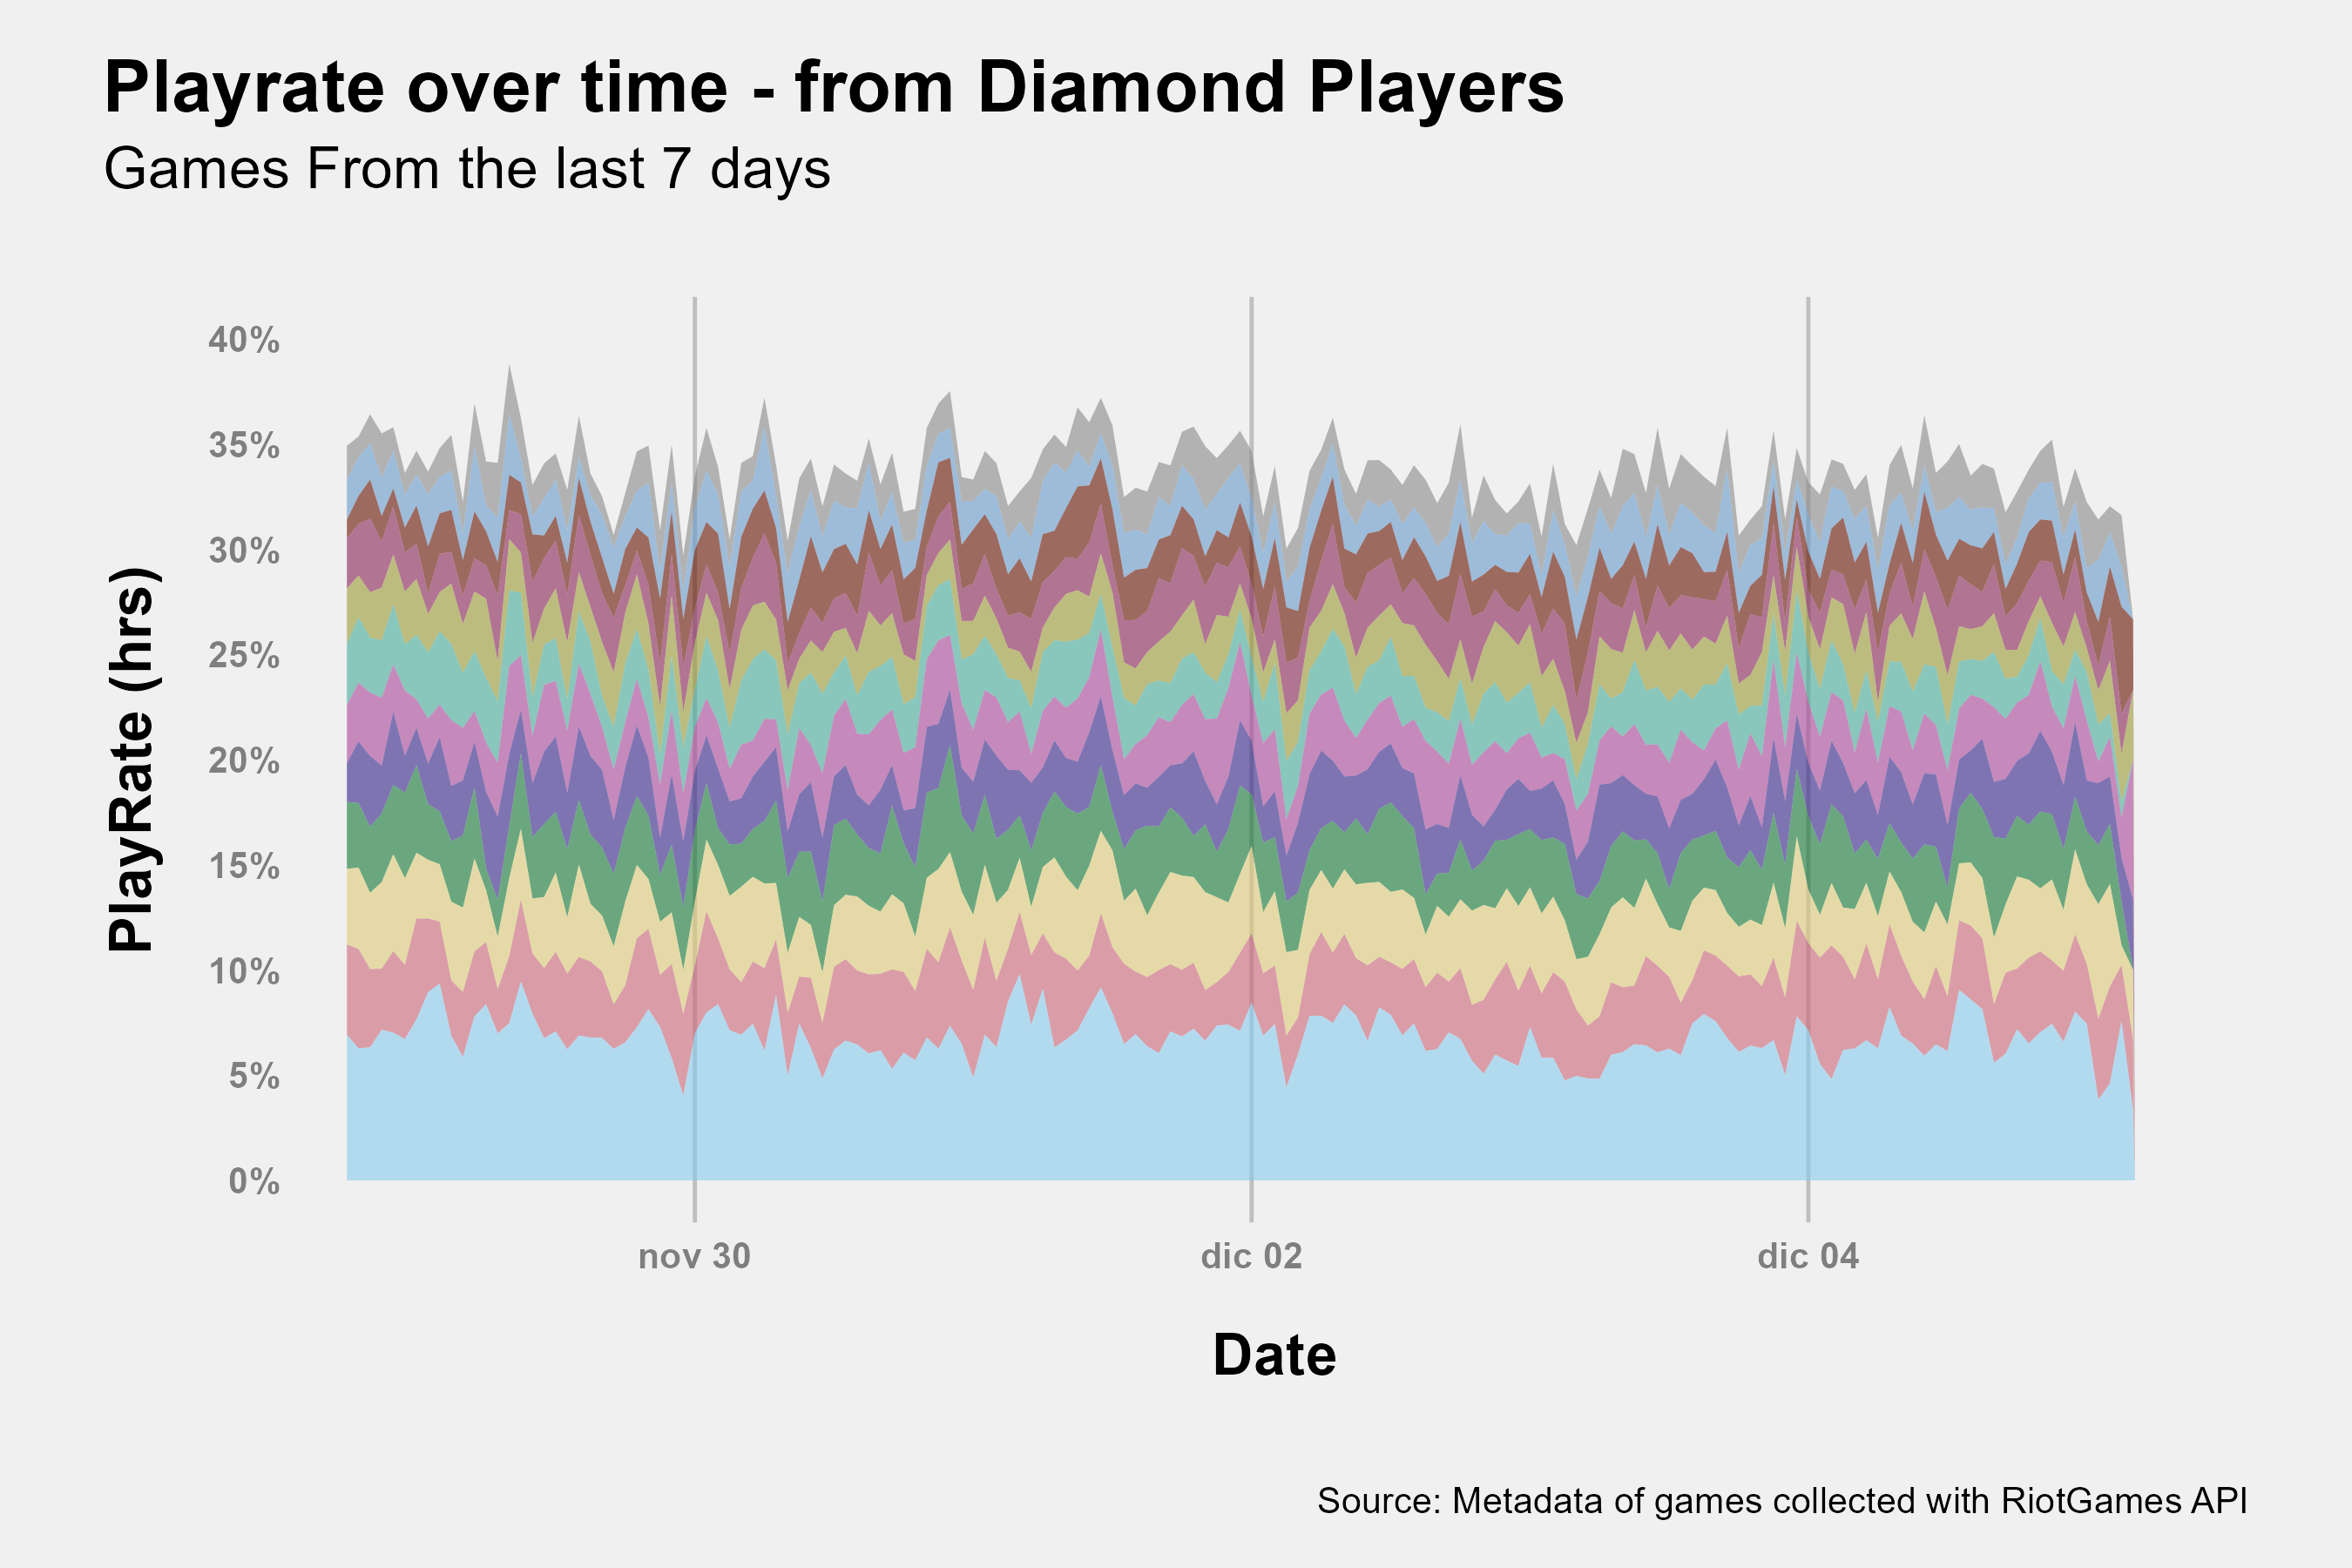 Playrate over time - from Diamond Players
Games From the last 7 days
PlayRate (hrs)
40%
35%
30%
25%
20%
15%
10%
5%
0%
nov 30
dic 02
dic 04
Date
Source: Metadata of games collected with RiotGames API